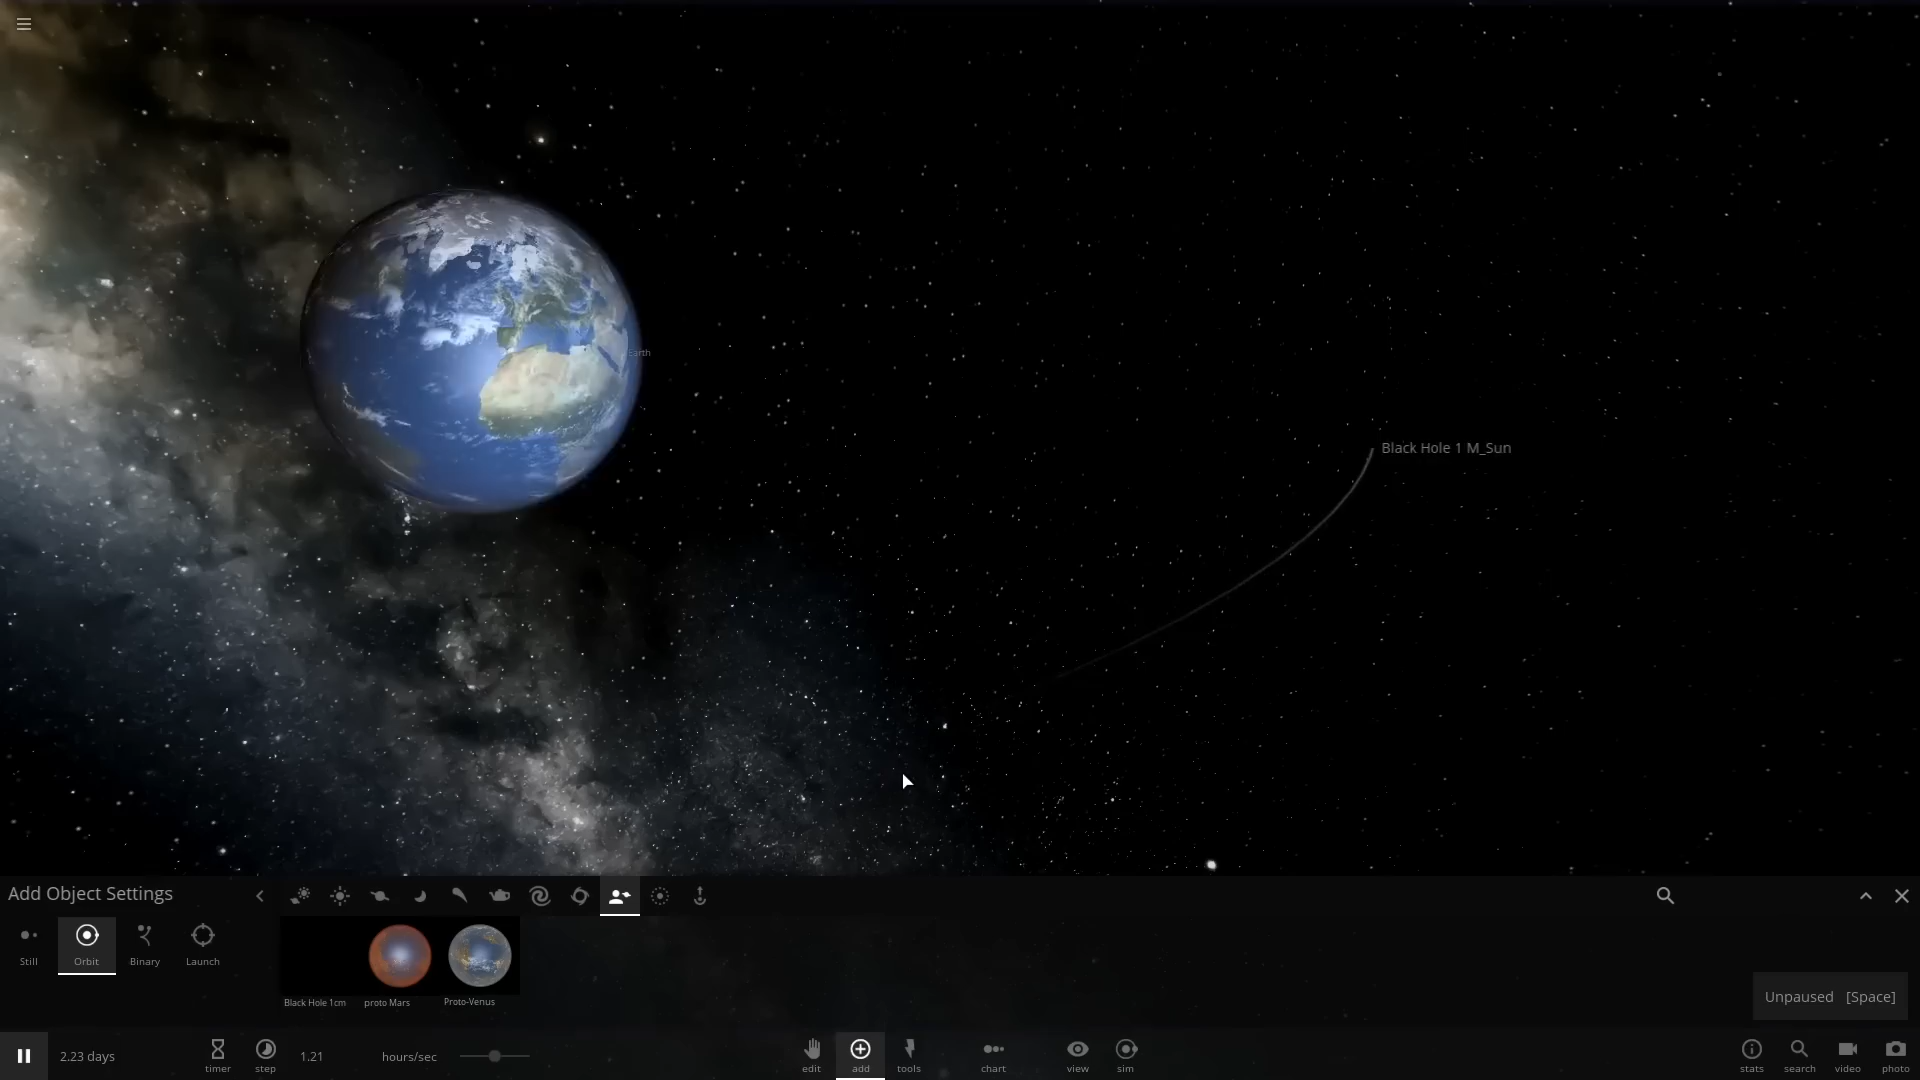 Earth
Black Hole 1 M_Sun
Add Object Settings
Still
Orbit
Binary
Launch
Black Hole 1cm
proto Mars
Proto-Venus
Unpaused [Space]
2.23 days
timer
step
1.21
hours/sec
edit
add
tools
chart
view
sim
stats
search
video
photo